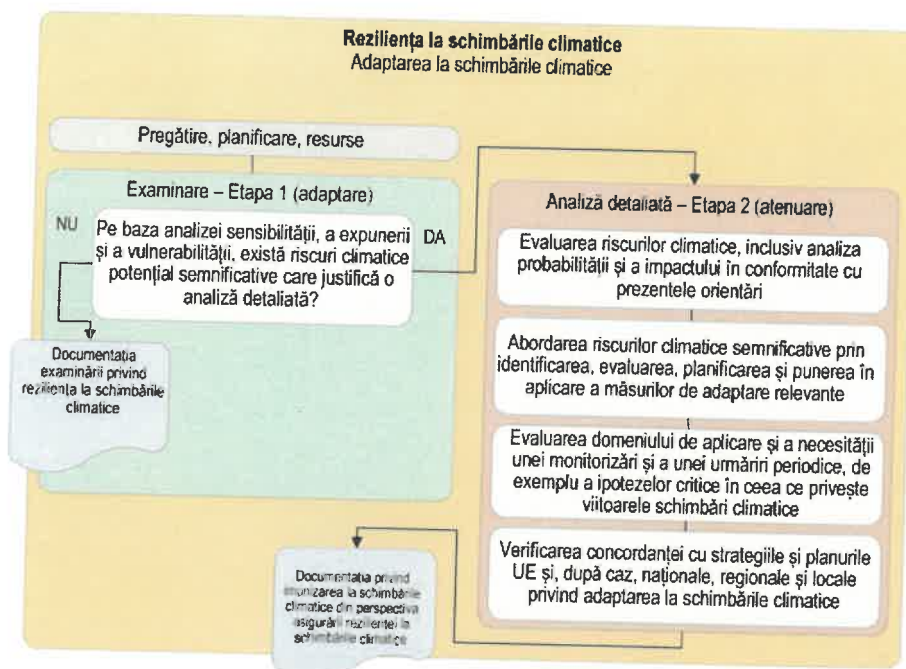 Reziliența la schimbările climatice
Adaptarea la schimbările climatice
Pregătire, planificare, resurse
Examinare – Etapa 1 (adaptare)
NU
Pe baza analizei sensibilității, a expunerii
și a vulnerabilității, există riscuri climatice
potențial semnificative care justifică o
analiză detaliată?
DA
Documentația
examinării privind
reziliența la schimbările
climatice
Analiză detaliată – Etapa 2 (atenuare)
Evaluarea riscurilor climatice, inclusiv analiza
probabilității și a impactului în conformitate cu
prezentele orientări
Abordarea riscurilor climatice semnificative prin
identificarea, evaluarea, planificarea și punerea în
aplicare a măsurilor de adaptare relevante
Evaluarea domeniului de aplicare și a necesității
unei monitorizări și a unei urmăriri periodice, de
exemplu a ipotezelor critice în ceea ce privește
viitoarele schimbări climatice
Verificarea concordanței cu strategiile și planurile
UE și, după caz, naționale, regionale și locale
privind adaptarea la schimbările climatice
Documentația privind
imunizarea la schimbările
climatice din perspectiva
asigurării rezilienței la
schimbările climatice